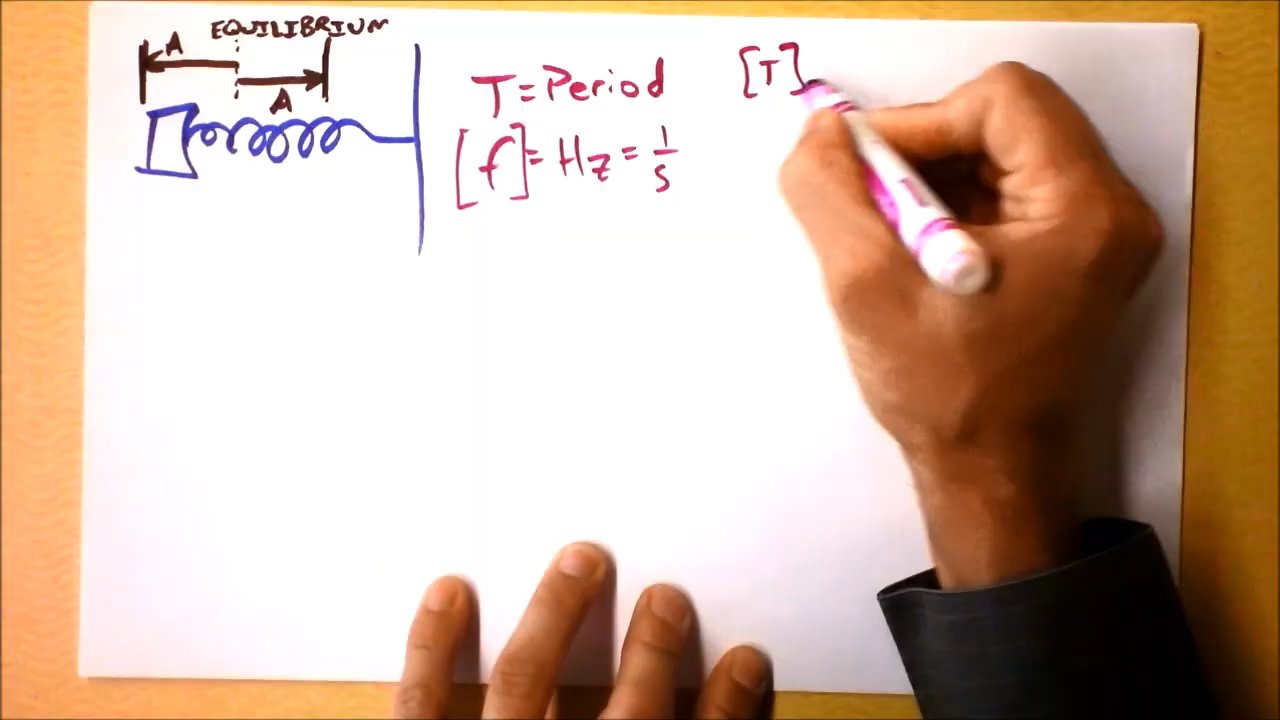 EQUILIBRIUM
A
A
T = Period
[f] = Hz = 1/s
[T]